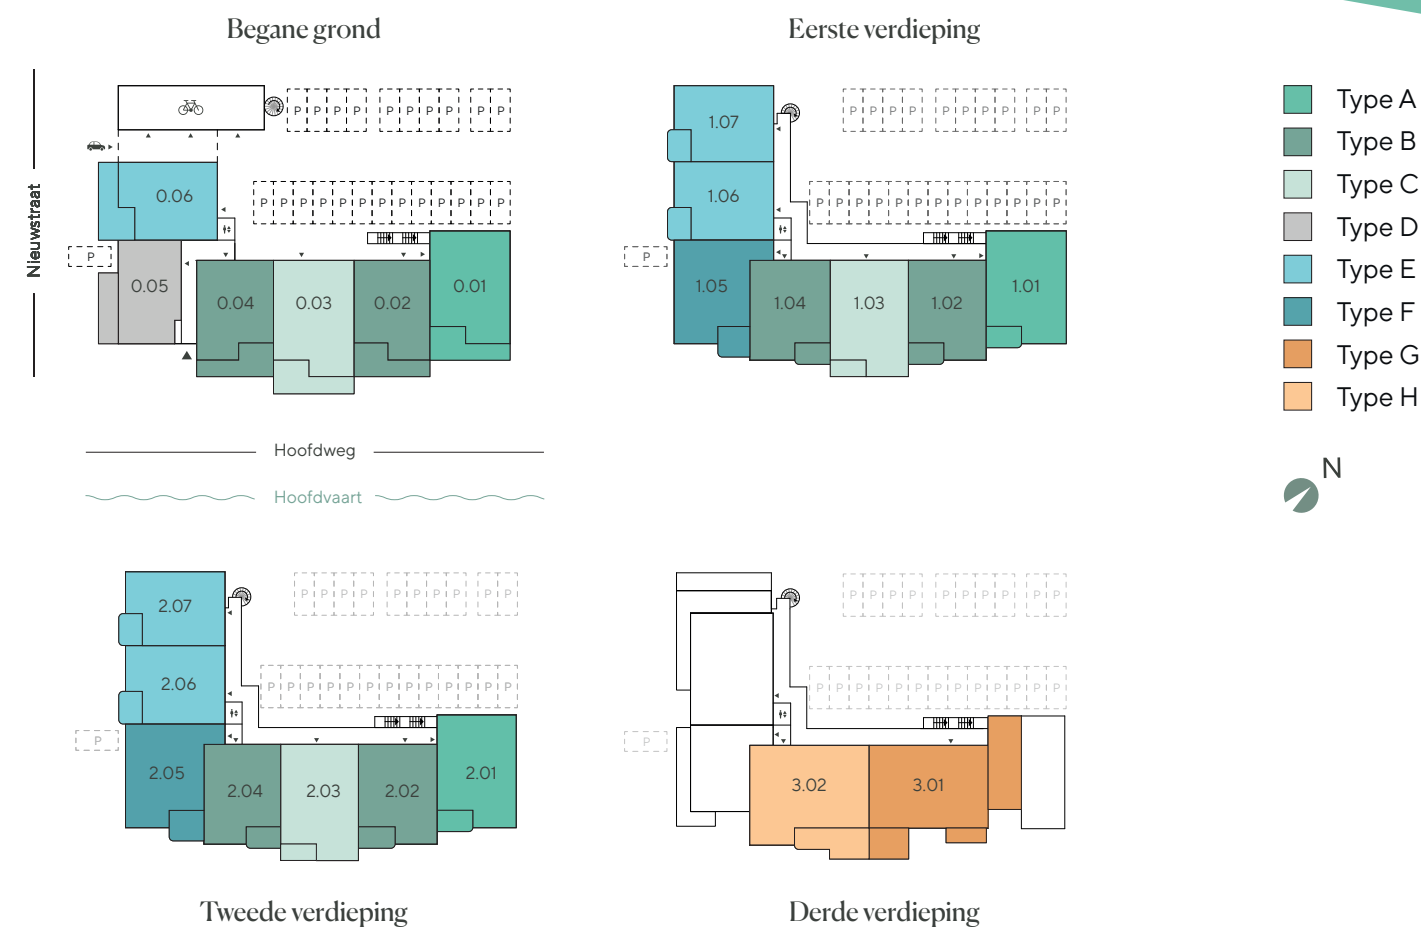 Begane grond
Nieuwstraat
P P P P P P P P P P
0.06
P P P P P P P P P P P P P
P
0.05
0.04
0.03
0.02
0.01
Hoofdweg
Hoofdvaart
Eerste verdieping
1.07
P P P P P P P P P P
1.06
P P P P P P P P P P P P P
P
1.05
1.04
1.03
1.02
1.01
Type A
Type B
Type C
Type D
Type E
Type F
Type G
Type H
N
2.07
P P P P P P P P P P
2.06
P P P P P P P P P P P P P
P
2.05
2.04
2.03
2.02
2.01
Tweede verdieping
P P P P P P P P P P
P P P P P P P P P P P P P
P
3.02
3.01
Derde verdieping